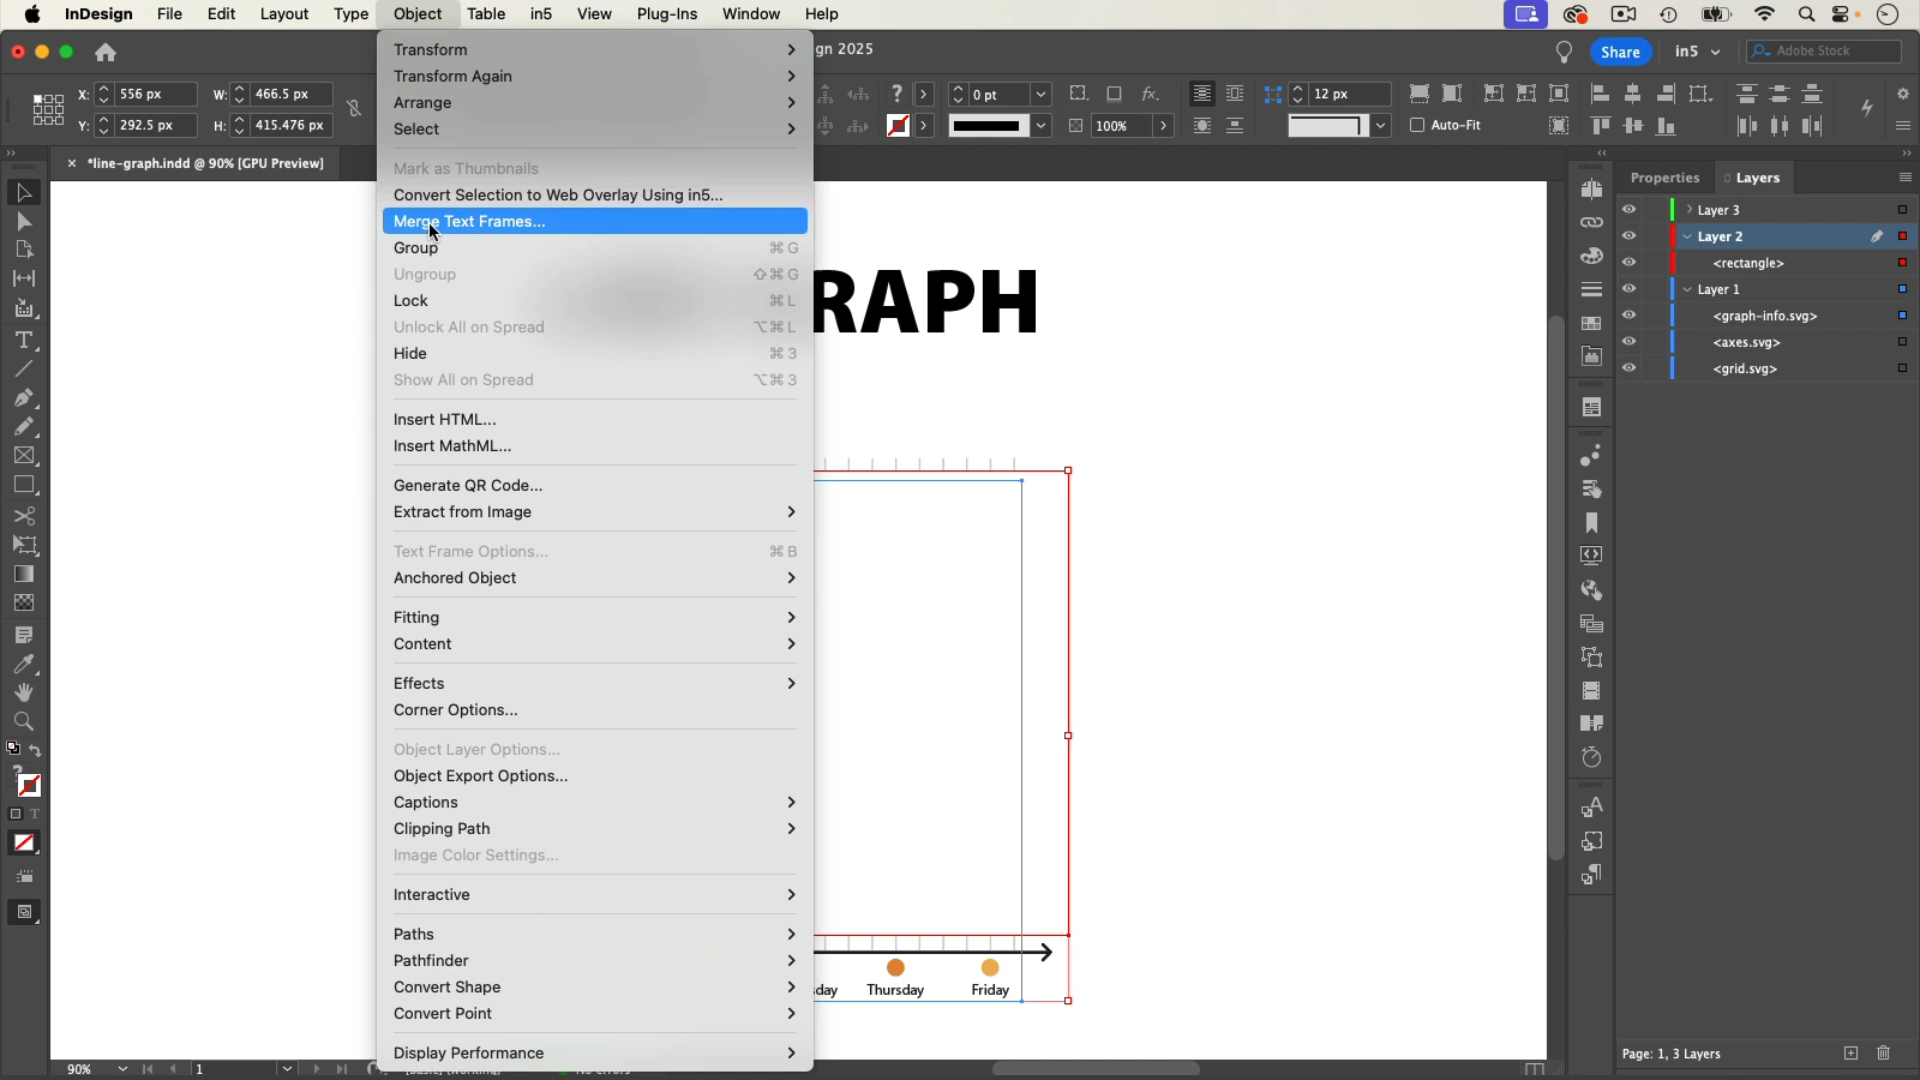 InDesign File Edit Layout Type Object Table in5 View Plug-Ins Window Help
gn 2025
Share
in5
Adobe Stock
X: 556 px
W: 466.5 px
Y: 292.5 px
H: 415.476 px
?
0 pt
fx.
12 px
100%
Auto-Fit
× *line-graph.indd @ 90% [GPU Preview]
Transform
Transform Again
Arrange
Select
Mark as Thumbnails
Convert Selection to Web Overlay Using in5...
Merge Text Frames...
Group ⌘ G
Ungroup ⇧ ⌘ G
Lock ⌘ L
Unlock All on Spread ⌥ ⌘ L
Hide ⌘ 3
Show All on Spread ⌥ ⌘ 3
Insert HTML...
Insert MathML...
Generate QR Code...
Extract from Image
Text Frame Options... ⌘ B
Anchored Object
Fitting
Content
Effects
Corner Options...
Object Layer Options...
Object Export Options...
Captions
Clipping Path
Image Color Settings...
Interactive
Paths
Pathfinder
Convert Shape
Convert Point
Display Performance
RAPH
sday
Thursday
Friday
Properties
Layers
Layer 3
Layer 2
<rectangle>
Layer 1
<graph-info.svg>
<axes.svg>
<grid.svg>
Page: 1, 3 Layers
90%
1